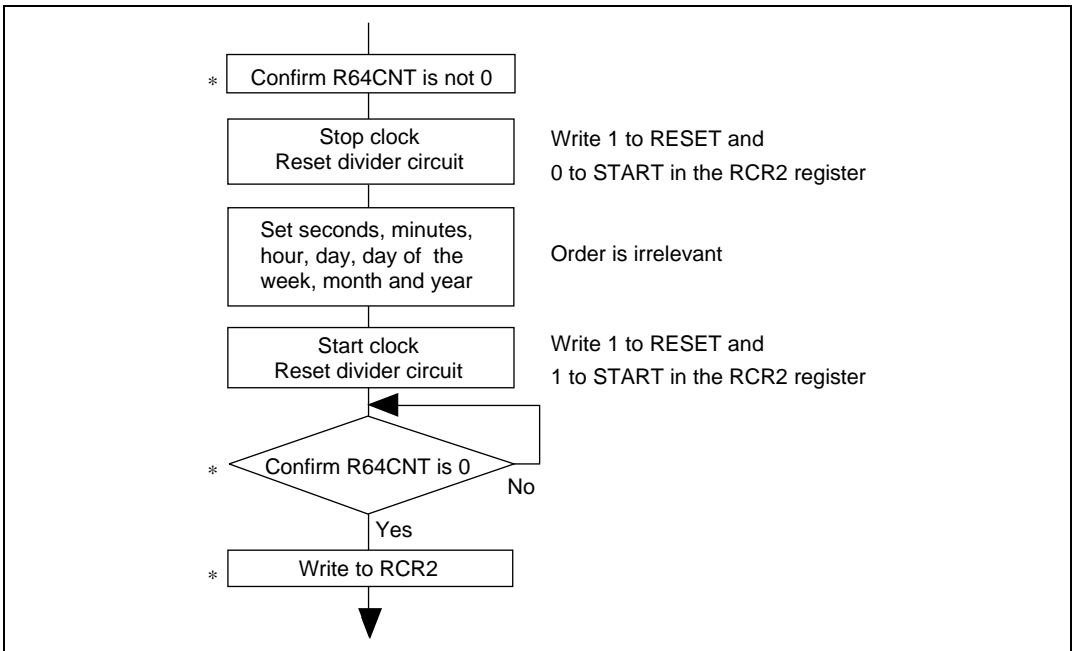 * Confirm R64CNT is not 0
Stop clock
Reset divider circuit
Write 1 to RESET and
0 to START in the RCR2 register
Set seconds, minutes,
hour, day, day of the
week, month and year
Order is irrelevant
Start clock
Reset divider circuit
Write 1 to RESET and
1 to START in the RCR2 register
* Confirm R64CNT is 0
No
Yes
* Write to RCR2